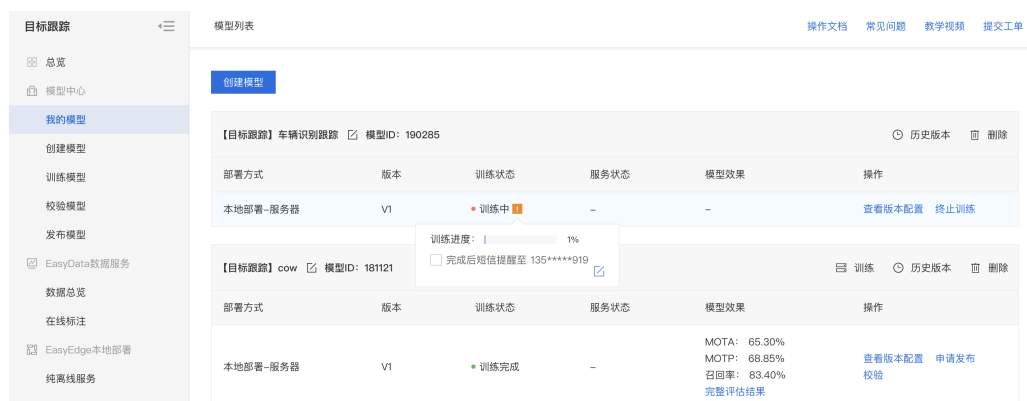 目标跟踪
模型列表
操作文档 常见问题 教学视频 提交工单
总览
模型中心
我的模型
创建模型
训练模型
校验模型
发布模型
EasyData数据服务
数据总览
在线标注
EasyEdge本地部署
纯离线服务
创建模型
【目标跟踪】车辆识别跟踪 模型ID: 190285 历史版本 删除
部署方式 版本 训练状态 服务状态 模型效果 操作
本地部署-服务器 V1 训练中 ! - - 查看版本配置 终止训练
训练进度: 1%
完成后短信提醒至 135*****919
【目标跟踪】cow 模型ID: 181121 训练 历史版本 删除
部署方式 版本 训练状态 服务状态 模型效果 操作
本地部署-服务器 V1 训练完成 -
MOTA: 65.30%
MOTP: 68.85%
召回率: 83.40%
完整评估结果
查看版本配置 申请发布
校验